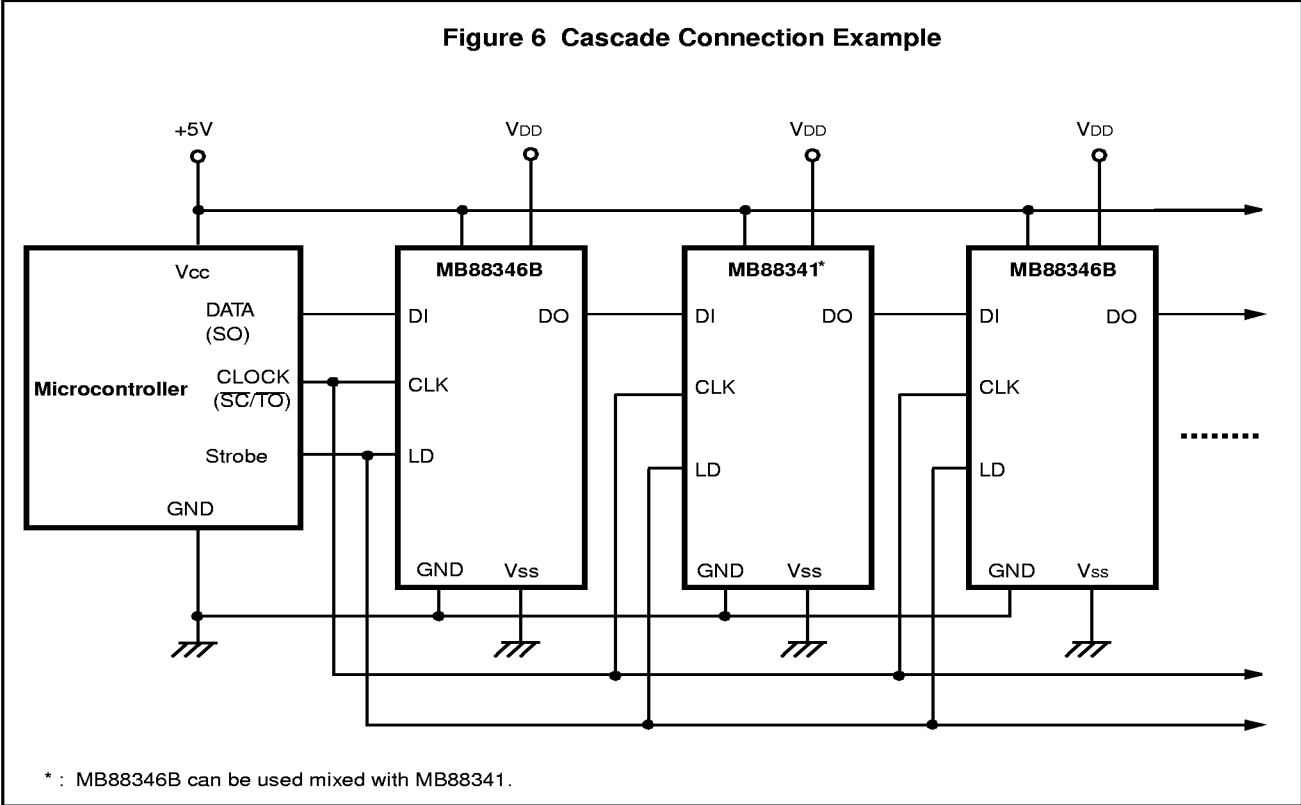 Figure 6 Cascade Connection Example
+5V
VDD
VDD
VDD
Vcc
MB88346B
MB88341*
MB88346B
DATA
(SO)
DI
DO
DI
DO
DI
DO
Microcontroller
CLOCK
(SC/TO)
CLK
CLK
CLK
Strobe
LD
LD
LD
GND
GND
Vss
GND
Vss
GND
Vss
* : MB88346B can be used mixed with MB88341.